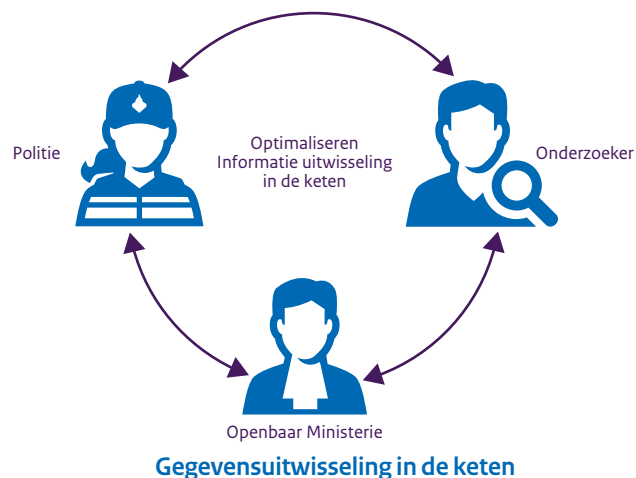 Politie
Optimaliseren
Informatie uitwisseling
in de keten
Onderzoeker
Openbaar Ministerie
Gegevensuitwisseling in de keten